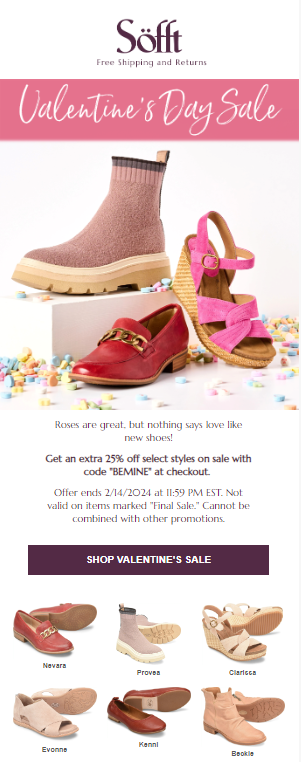 Söfft
Free Shipping and Returns
Valentine's Day Sale
Roses are great, but nothing says love like
new shoes!
Get an extra 25% off select styles on sale with
code "BEMINE" at checkout.
Offer ends 2/14/2024 at 11:59 PM EST. Not
valid on items marked "Final Sale." Cannot be
combined with other promotions.
SHOP VALENTINE'S SALE
Nevara
Provea
Clarissa
Evonne
Kenni
Beckie